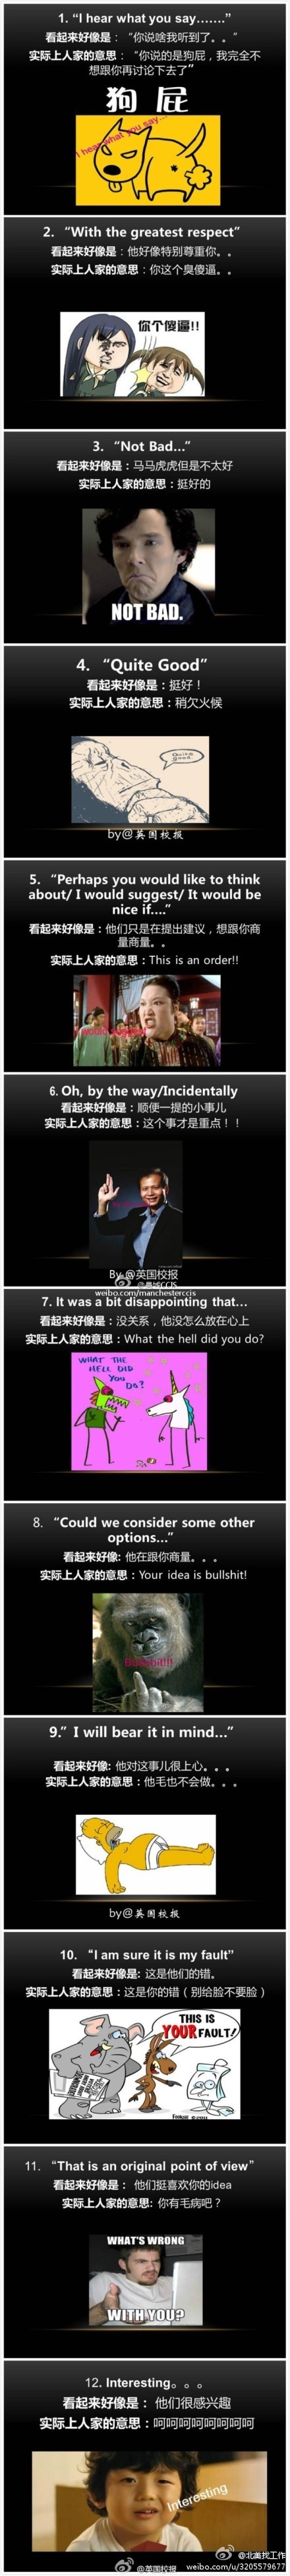 1. “I hear what you say…….”
看起来好像是：“你说啥我听到了。。”
实际上人家的意思：“你说的是狗屁，我完全不
想跟你再讨论下去了”
狗 屁
I hear what you say...
2. “With the greatest respect”
看起来好像是：他好像特别尊重你。。
实际上人家的意思：你这个臭傻逼。。
你个傻逼!!
3. “Not Bad…”
看起来好像是：马马虎虎但是不太好
实际上人家的意思：挺好的
NOT BAD.
4. “Quite Good”
看起来好像是：挺好！
实际上人家的意思：稍欠火候
Quite
good
by@英国校报
5. “Perhaps you would like to think
about/ I would suggest/ It would be
nice if….”
看起来好像是：他们只是在提出建议，想跟你商
量商量。。
实际上人家的意思：This is an order!!
I would suggest
6. Oh, by the way/Incidentally
看起来好像是：顺便一提的小事儿
实际上人家的意思：这个事才是重点！！
By @英国校报
@曼城CCIS
weibo.com/manchesterccis
7. It was a bit disappointing that…
看起来好像是：没关系，他没怎么放在心上
实际上人家的意思：What the hell did you do?
WHAT THE
HELL DID
YOU
DO?
8. “Could we consider some other
options…”
看起来好像: 他在跟你商量。。。
实际上人家的意思：Your idea is bullshit!
Bullshit!!!
9.” I will bear it in mind…”
看起来好像: 他对这事儿很上心。。。
实际上人家的意思：他毛也不会做。。。
by@英国校报
10. “I am sure it is my fault”
看起来好像是: 这是他们的错。
实际上人家的意思：这是你的错（别给脸不要脸）
THIS IS
YOUR
FAULT!
11. “That is an original point of view”
看起来好像是： 他们挺喜欢你的idea
实际上人家的意思: 你有毛病吧？
WHAT'S WRONG
WITH YOU?
12. Interesting。。。
看起来好像是： 他们很感兴趣
实际上人家的意思：呵呵呵呵呵呵呵呵
Interesting
@北美找工作
@英国校报 weibo.com/u/3205579677